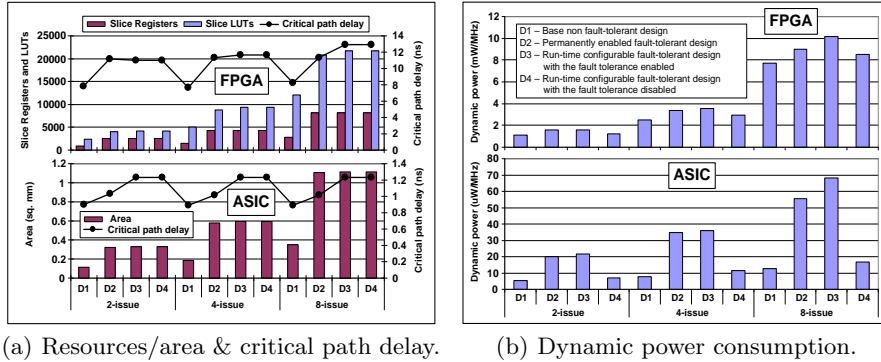 Slice Registers Slice LUTs Critical path delay
Slice Registers and LUTs
30000
25000
20000
15000
10000
5000
0
FPGA
14
12
10
8
6
4
2
0
Critical path delay (ns)
Area (sq. mm)
1.2
1
0.8
0.6
0.4
0.2
0
ASIC
Area
Critical path delay
1.4
1.2
1.0
0.8
0.6
0.4
0.2
0.0
Critical path delay (ns)
D1 D2 D3 D4 D1 D2 D3 D4 D1 D2 D3 D4
2-issue 4-issue 8-issue
(a) Resources/area & critical path delay.
Dynamic power (mW/MHz)
12
10
8
6
4
2
0
FPGA
D1 – Base non fault-tolerant design
D2 – Permanently enabled fault-tolerant design
D3 – Run-time configurable fault-tolerant design
with the fault tolerance enabled
D4 – Run-time configurable fault-tolerant design
with the fault tolerance disabled
Dynamic power (uW/MHz)
80
70
60
50
40
30
20
10
0
ASIC
D1 D2 D3 D4 D1 D2 D3 D4 D1 D2 D3 D4
2-issue 4-issue 8-issue
(b) Dynamic power consumption.